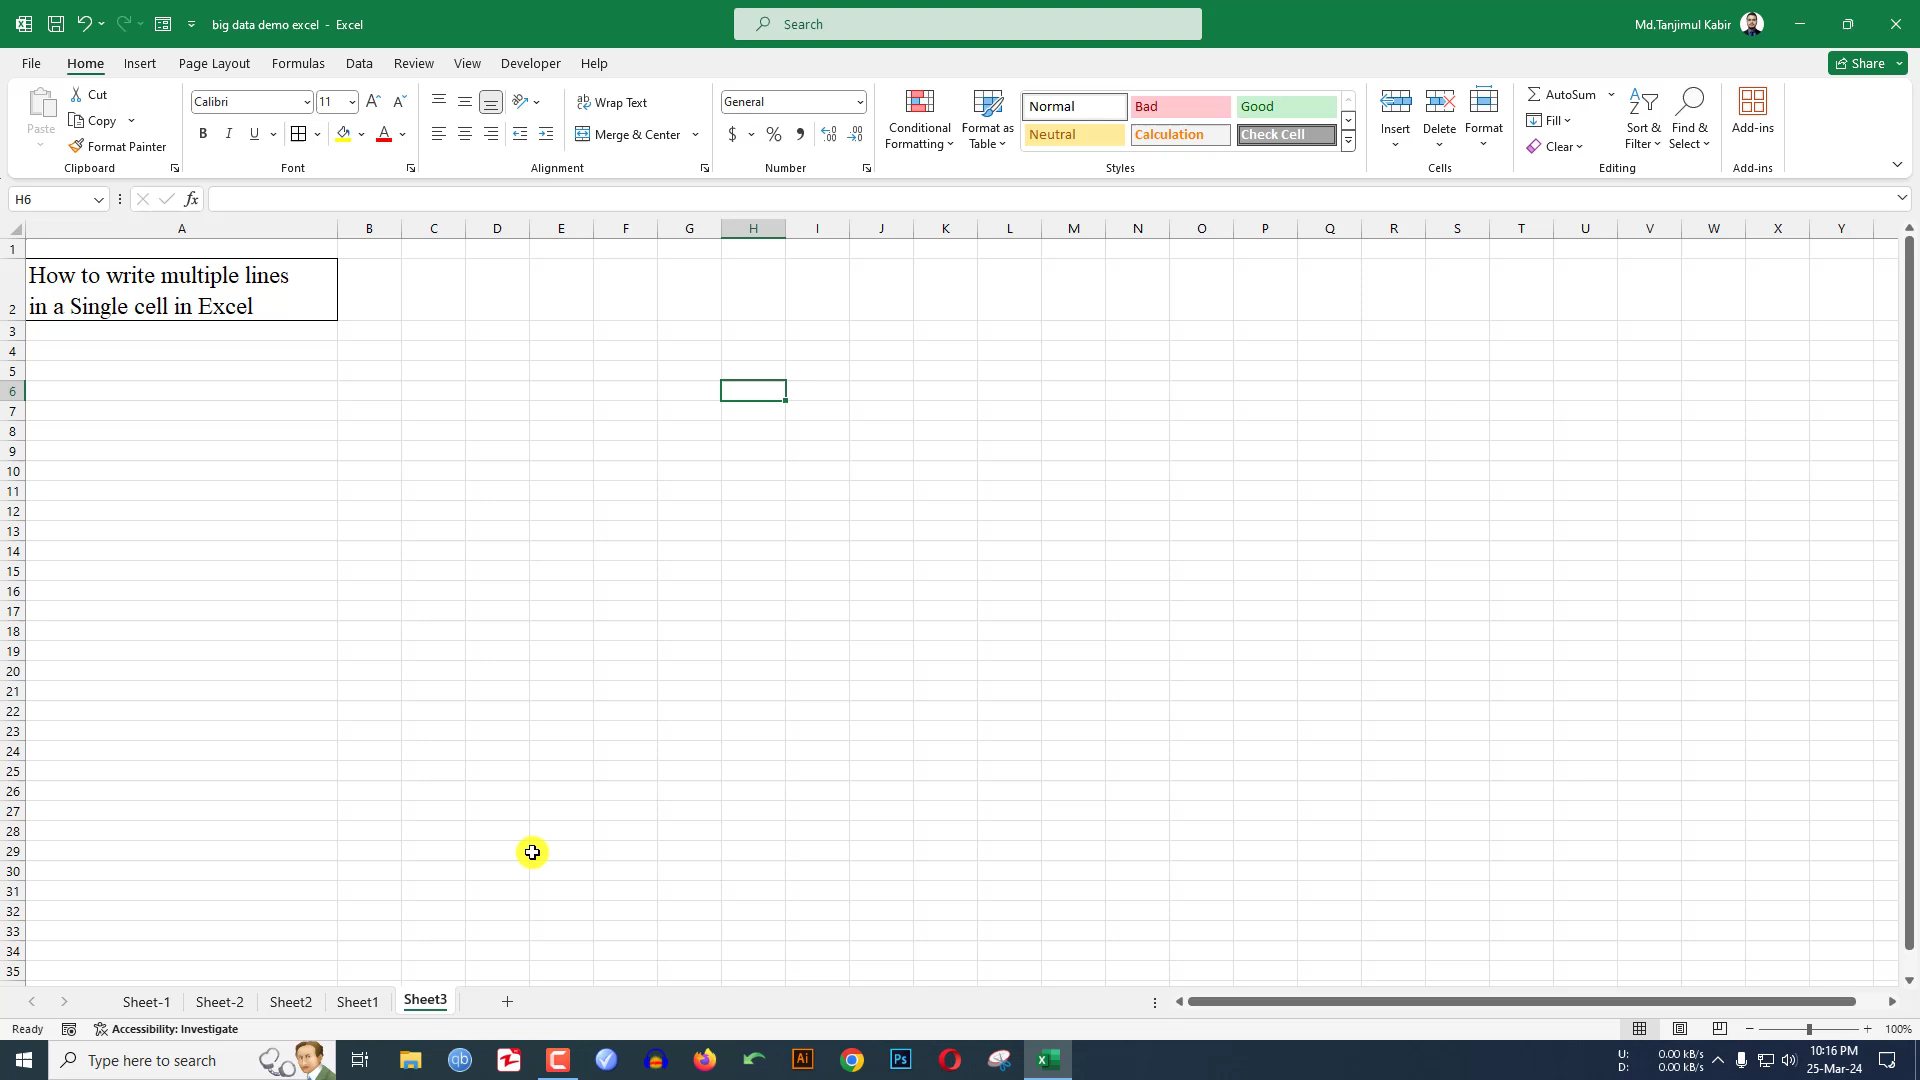 big data demo excel - Excel
Search
Md.Tanjimul Kabir
File Home Insert Page Layout Formulas Data Review View Developer Help
Share
Paste
Cut
Copy
Format Painter
Clipboard
Calibri 11
B I U
Font
Wrap Text
Merge & Center
Alignment
General
$ % 9
Number
Conditional Formatting
Format as Table
Normal Bad Good
Neutral Calculation Check Cell
Styles
Insert Delete Format
Cells
AutoSum
Fill
Clear
Sort & Filter
Find & Select
Editing
Add-ins
Add-ins
H6
fx
A B C D E F G H I J K L M N O P Q R S T U V W X Y
1
How to write multiple lines
2 in a Single cell in Excel
3
4
5
6
7
8
9
10
11
12
13
14
15
16
17
18
19
20
21
22
23
24
25
26
27
28
29
30
31
32
33
34
35
Sheet-1 Sheet-2 Sheet2 Sheet1 Sheet3
Ready Accessibility: Investigate 100%
Type here to search
U: 0.00 kB/s
D: 0.00 kB/s
10:16 PM
25-Mar-24